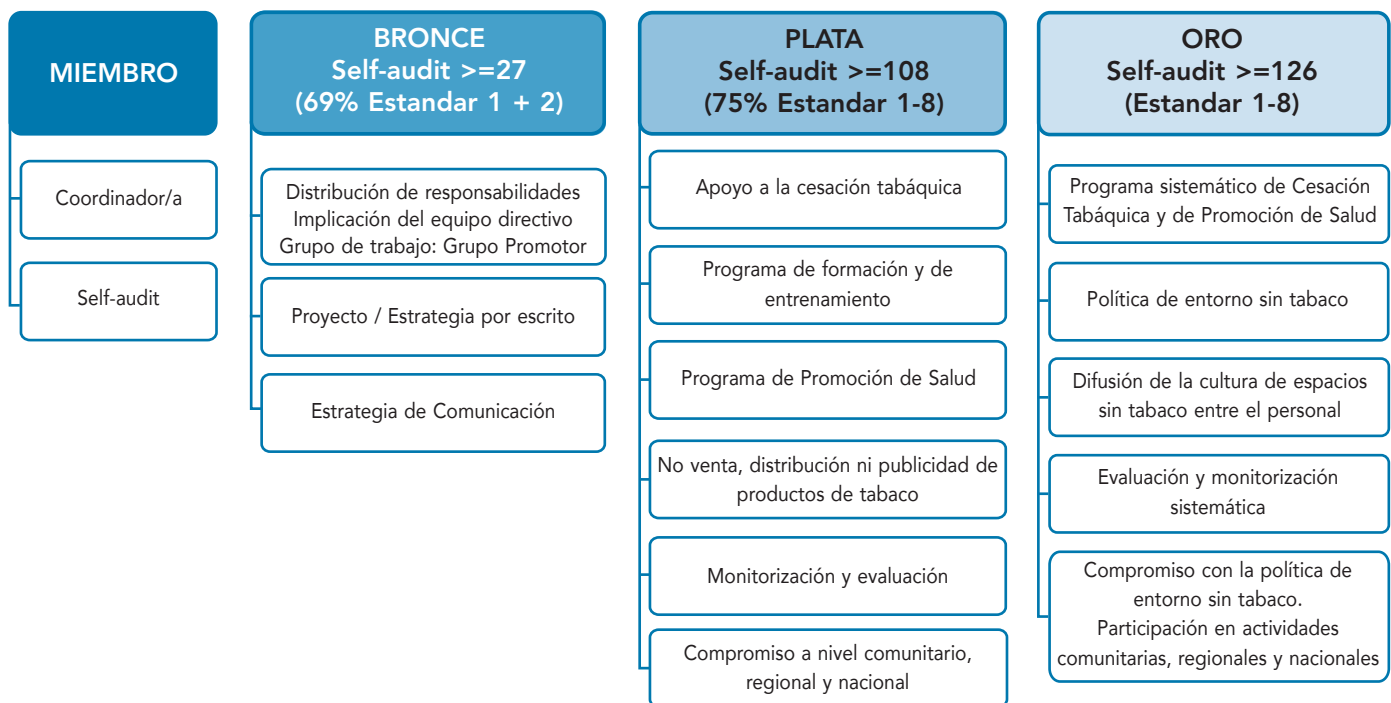 MIEMBRO
Coordinador/a
Self-audit
BRONCE
Self-audit >=27
(69% Estandar 1 + 2)
Distribución de responsabilidades
Implicación del equipo directivo
Grupo de trabajo: Grupo Promotor
Proyecto / Estrategia por escrito
Estrategia de Comunicación
PLATA
Self-audit >=108
(75% Estandar 1-8)
Apoyo a la cesación tabáquica
Programa de formación y de
entrenamiento
Programa de Promoción de Salud
No venta, distribución ni publicidad de
productos de tabaco
Monitorización y evaluación
Compromiso a nivel comunitario,
regional y nacional
ORO
Self-audit >=126
(Estandar 1-8)
Programa sistemático de Cesación
Tabáquica y de Promoción de Salud
Política de entorno sin tabaco
Difusión de la cultura de espacios
sin tabaco entre el personal
Evaluación y monitorización
sistemática
Compromiso con la política de
entorno sin tabaco.
Participación en actividades
comunitarias, regionales y nacionales